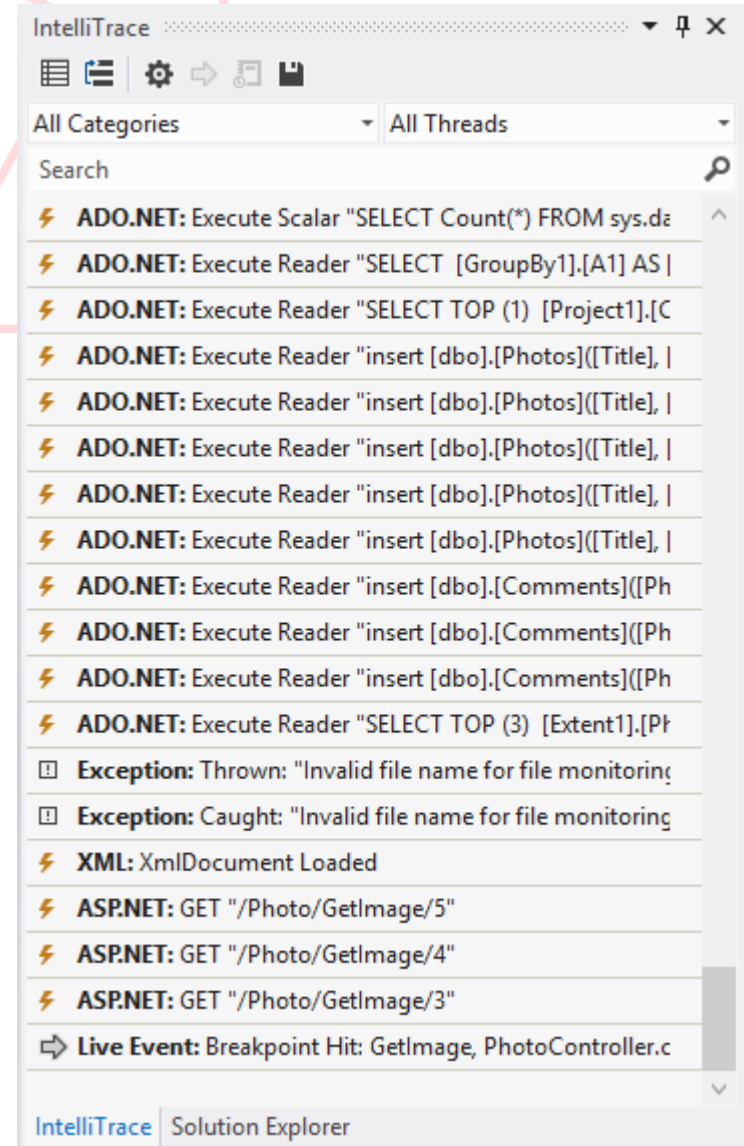 IntelliTrace
All Categories All Threads
Search
ADO.NET: Execute Scalar "SELECT Count(*) FROM sys.da
ADO.NET: Execute Reader "SELECT [GroupBy1].[A1] AS [
ADO.NET: Execute Reader "SELECT TOP (1) [Project1].[C
ADO.NET: Execute Reader "insert [dbo].[Photos]([Title], [
ADO.NET: Execute Reader "insert [dbo].[Photos]([Title], [
ADO.NET: Execute Reader "insert [dbo].[Photos]([Title], [
ADO.NET: Execute Reader "insert [dbo].[Photos]([Title], [
ADO.NET: Execute Reader "insert [dbo].[Photos]([Title], [
ADO.NET: Execute Reader "insert [dbo].[Comments]([Ph
ADO.NET: Execute Reader "insert [dbo].[Comments]([Ph
ADO.NET: Execute Reader "insert [dbo].[Comments]([Ph
ADO.NET: Execute Reader "SELECT TOP (3) [Extent1].[Ph
Exception: Thrown: "Invalid file name for file monitoring
Exception: Caught: "Invalid file name for file monitoring
XML: XmlDocument Loaded
ASP.NET: GET "/Photo/GetImage/5"
ASP.NET: GET "/Photo/GetImage/4"
ASP.NET: GET "/Photo/GetImage/3"
Live Event: Breakpoint Hit: GetImage, PhotoController.c
IntelliTrace Solution Explorer